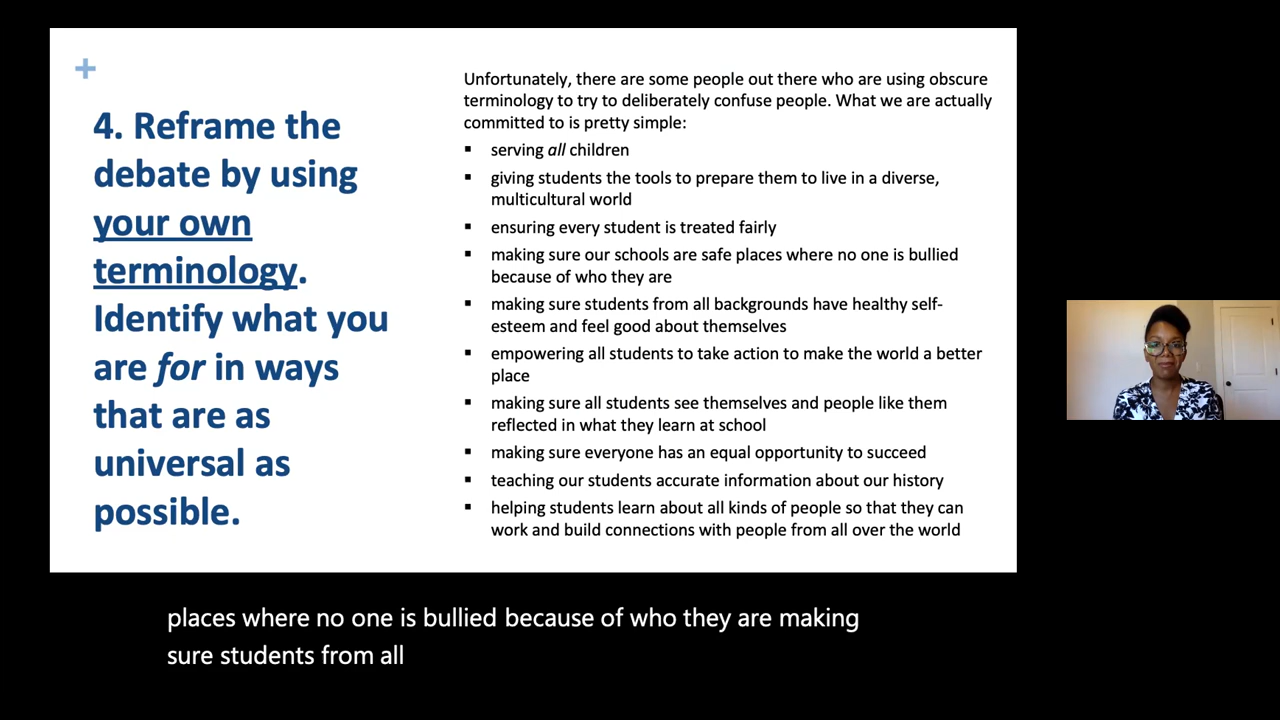 +
4. Reframe the
debate by using
your own
terminology.
Identify what you
are for in ways
that are as
universal as
possible.
Unfortunately, there are some people out there who are using obscure
terminology to try to deliberately confuse people. What we are actually
committed to is pretty simple:
▪ serving all children
▪ giving students the tools to prepare them to live in a diverse,
multicultural world
▪ ensuring every student is treated fairly
▪ making sure our schools are safe places where no one is bullied
because of who they are
▪ making sure students from all backgrounds have healthy self-
esteem and feel good about themselves
▪ empowering all students to take action to make the world a better
place
▪ making sure all students see themselves and people like them
reflected in what they learn at school
▪ making sure everyone has an equal opportunity to succeed
▪ teaching our students accurate information about our history
▪ helping students learn about all kinds of people so that they can
work and build connections with people from all over the world
places where no one is bullied because of who they are making
sure students from all